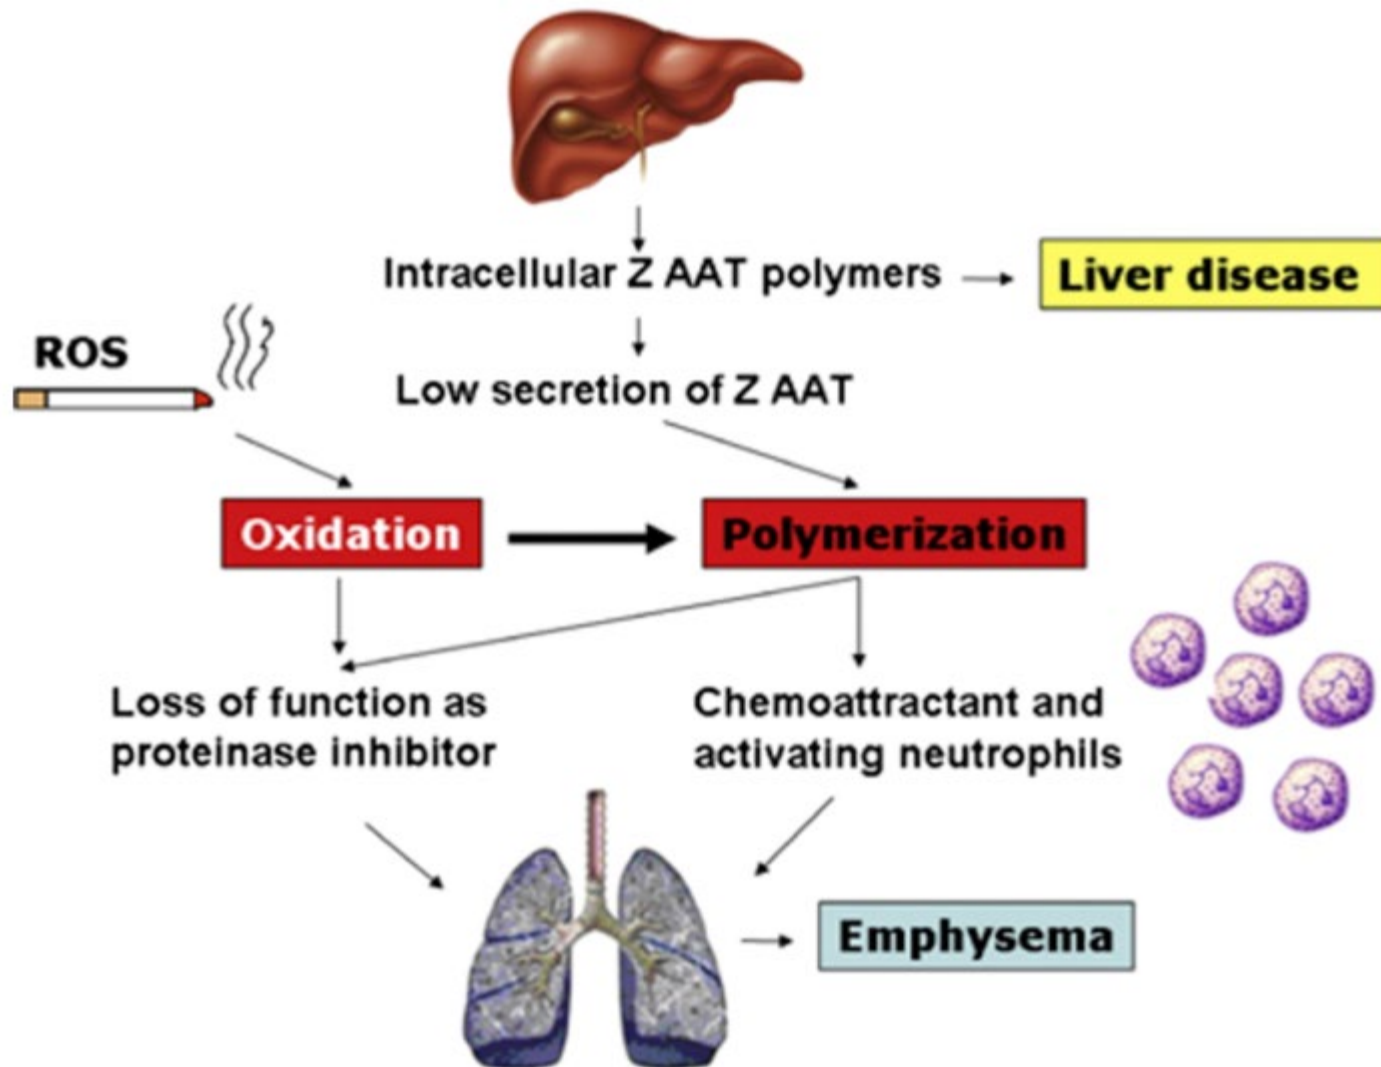 Intracellular Z AAT polymers
Liver disease
ROS
Low secretion of Z AAT
Oxidation
Polymerization
Loss of function as
proteinase inhibitor
Chemoattractant and
activating neutrophils
Emphysema